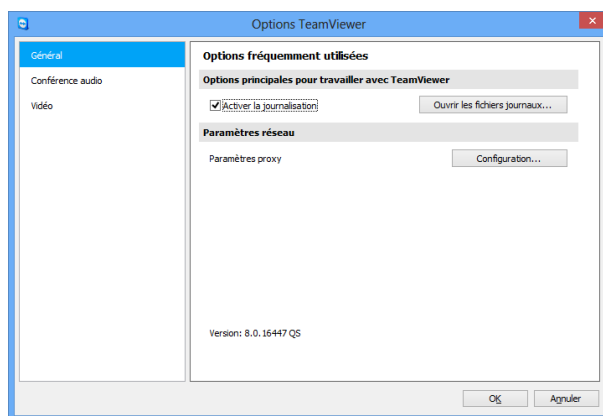 Options TeamViewer
Général
Conférence audio
Vidéo
Options fréquemment utilisées
Options principales pour travailler avec TeamViewer
Activer la journalisation
Ouvrir les fichiers journaux...
Paramètres réseau
Paramètres proxy
Configuration...
Version: 8.0.16447 QS
OK
Annuler